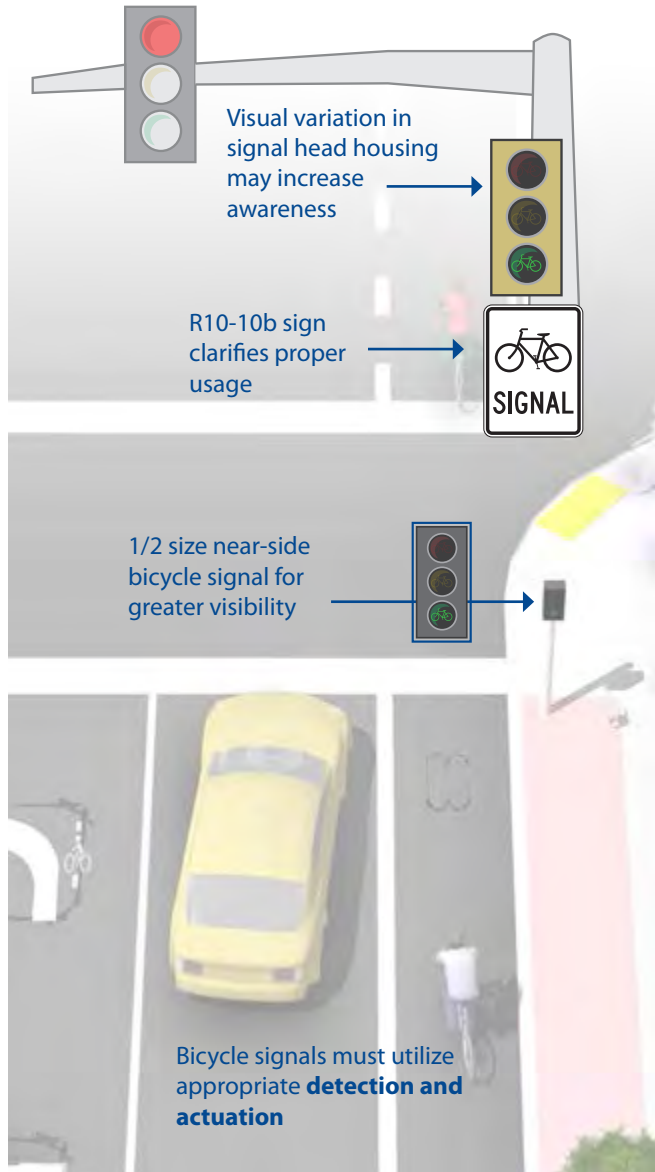 Visual variation in
signal head housing
may increase
awareness
R10-10b sign
clarifies proper
usage
SIGNAL
1/2 size near-side
bicycle signal for
greater visibility
Bicycle signals must utilize
appropriate detection and
actuation